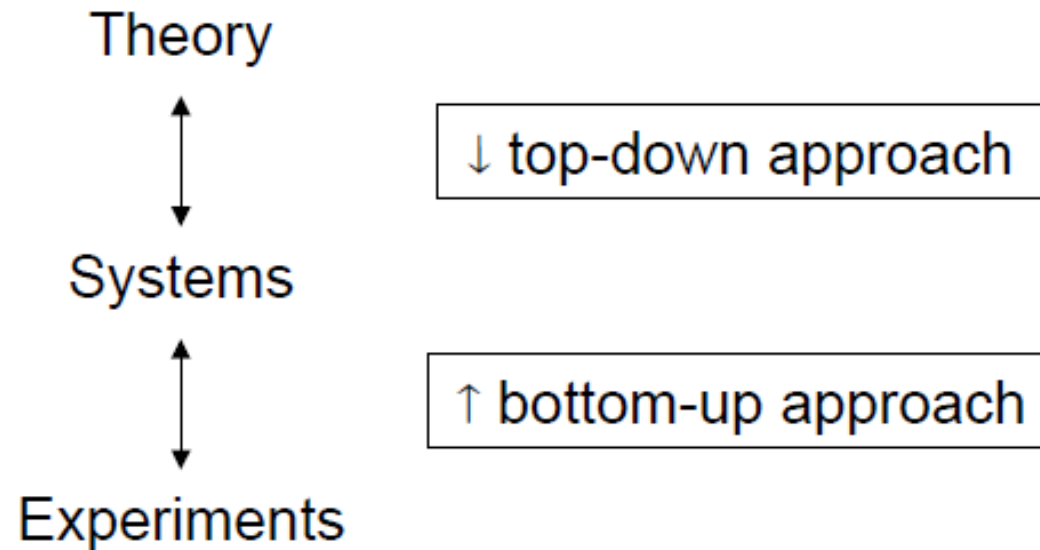 Theory
↓ top-down approach
Systems
↑ bottom-up approach
Experiments